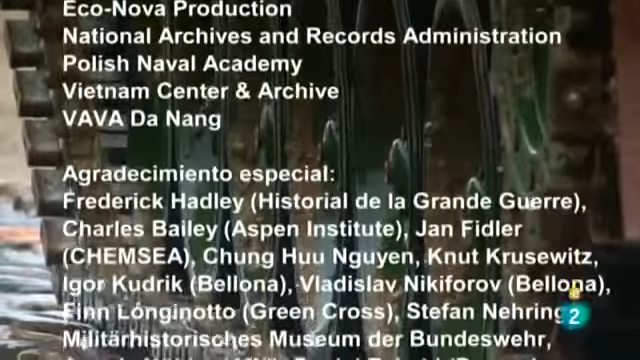 Eco-Nova Production
National Archives and Records Administration
Polish Naval Academy
Vietnam Center & Archive
VAVA Da Nang
Agradecimiento especial:
Frederick Hadley (Historial de la Grande Guerre),
Charles Bailey (Aspen Institute), Jan Fidler
(CHEMSEA), Chung Huu Nguyen, Knut Krusewitz,
Igor Kudrik (Bellona), Vladislav Nikiforov (Bellona),
Finn Longinotto (Green Cross), Stefan Nehring,
Militärhistorisches Museum der Bundeswehr,
2